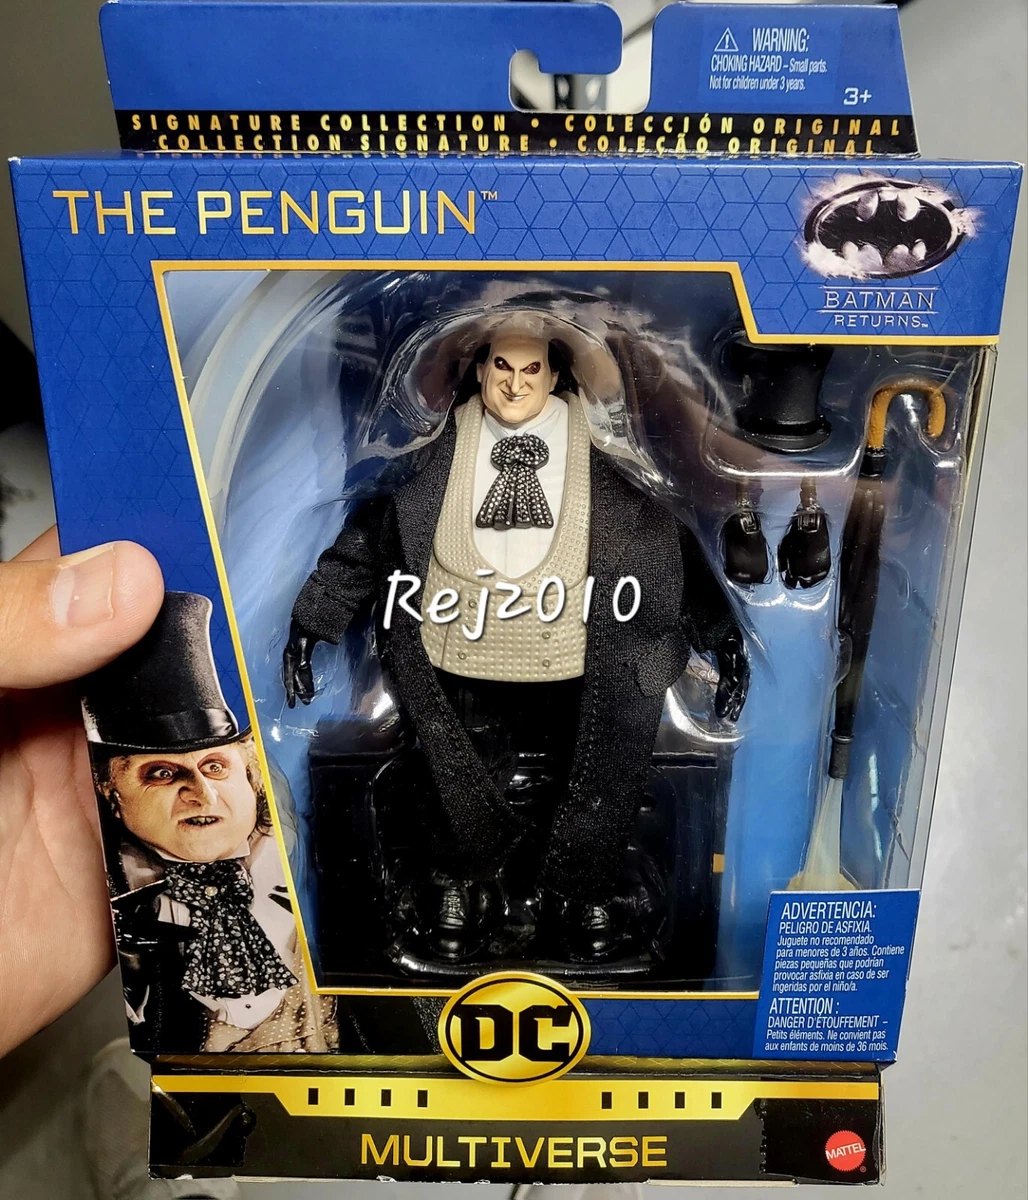 WARNING:
CHOKING HAZARD – Small parts.
Not for children under 3 years.
3+
SIGNATURE COLLECTION • COLECCIÓN ORIGINAL
COLLECTION SIGNATURE • COLEÇÃO ORIGINAL
THE PENGUIN™
BATMAN
RETURNS™
Rejz010
ADVERTENCIA:
PELIGRO DE ASFIXIA.
Juguete no recomendado
para menores de 3 años. Contiene
piezas pequeñas que podrían
provocar asfixia en caso de ser
ingeridas por el niño/a.
ATTENTION :
DANGER D'ÉTOUFFEMENT –
Petits éléments. Ne convient pas
aux enfants de moins de 36 mois.
DC
MULTIVERSE
MATTEL®